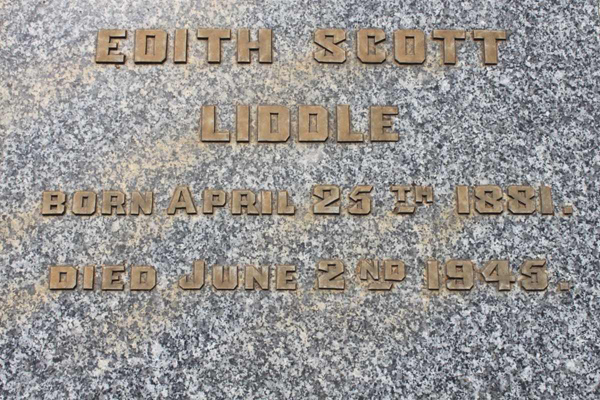 EDITH SCOTT
LIDDLE
BORN APRIL 25TH 1881.
DIED JUNE 2ND 1945.